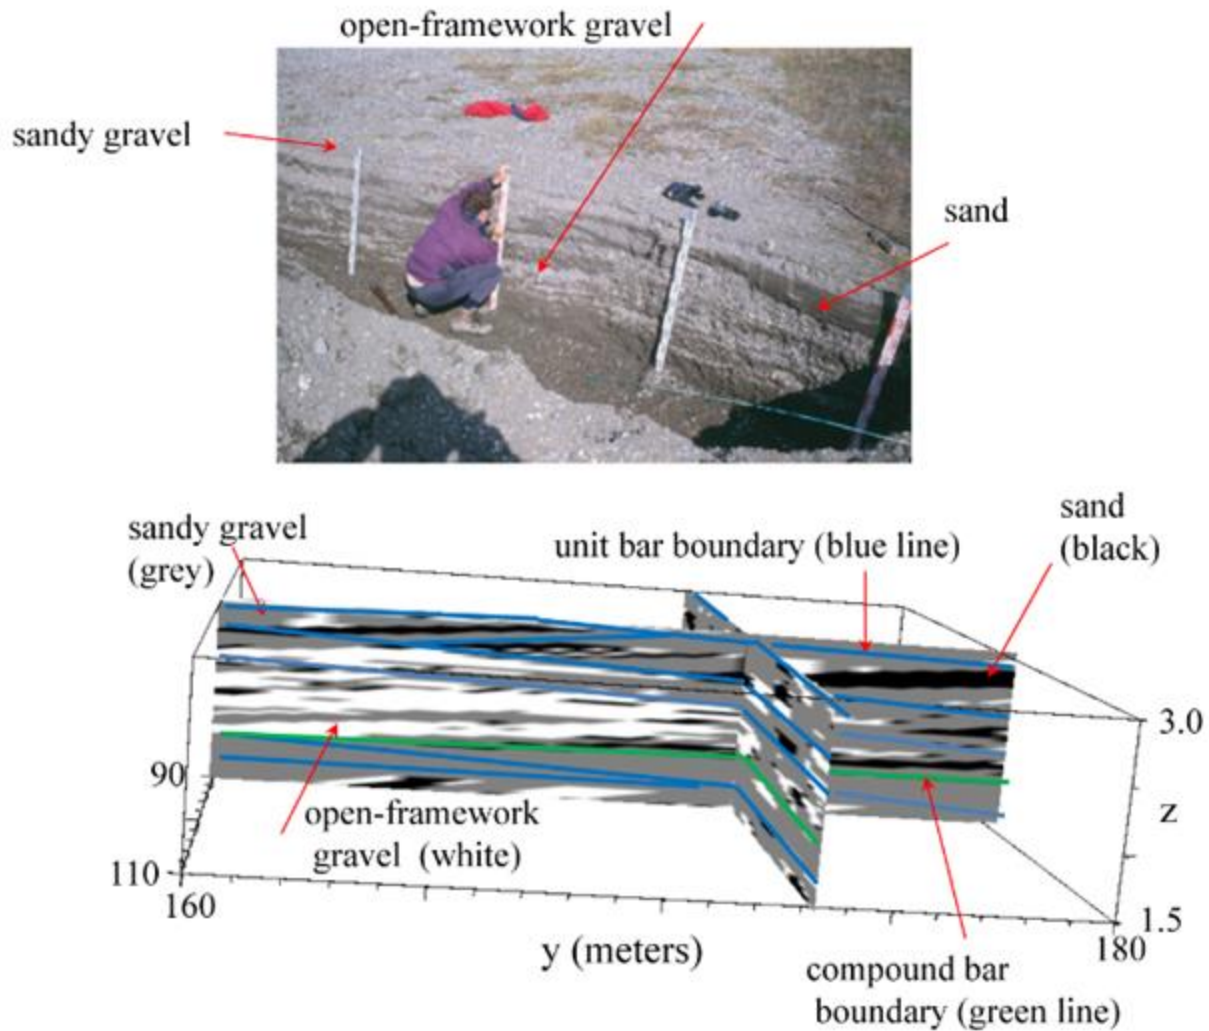 open-framework gravel
sandy gravel
sand
sandy gravel
(grey)
unit bar boundary (blue line)
sand
(black)
3.0
90
z
open-framework
gravel (white)
110
160
1.5
180
y (meters)
compound bar
boundary (green line)